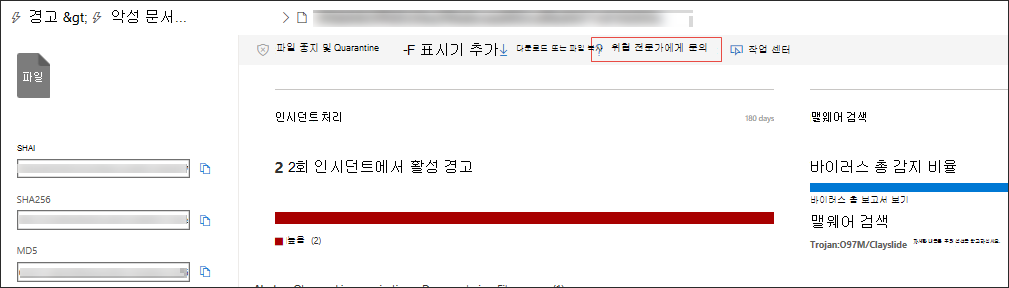 경고 &gt; 악성 문서...
파일 중지 및 Quarantine
-F 표시기 추가
다운로드 또는 파일
위협 전문가에게 문의
작업 센터
파일
SHAI
SHA256
MD5
인시던트 처리
180 days
2 2회 인시던트에서 활성 경고
높음 (2)
맬웨어 검색
바이러스 총 감지 비율
바이러스 총 보고서 보기
맬웨어 검색
Trojan:O97M/Clayslide